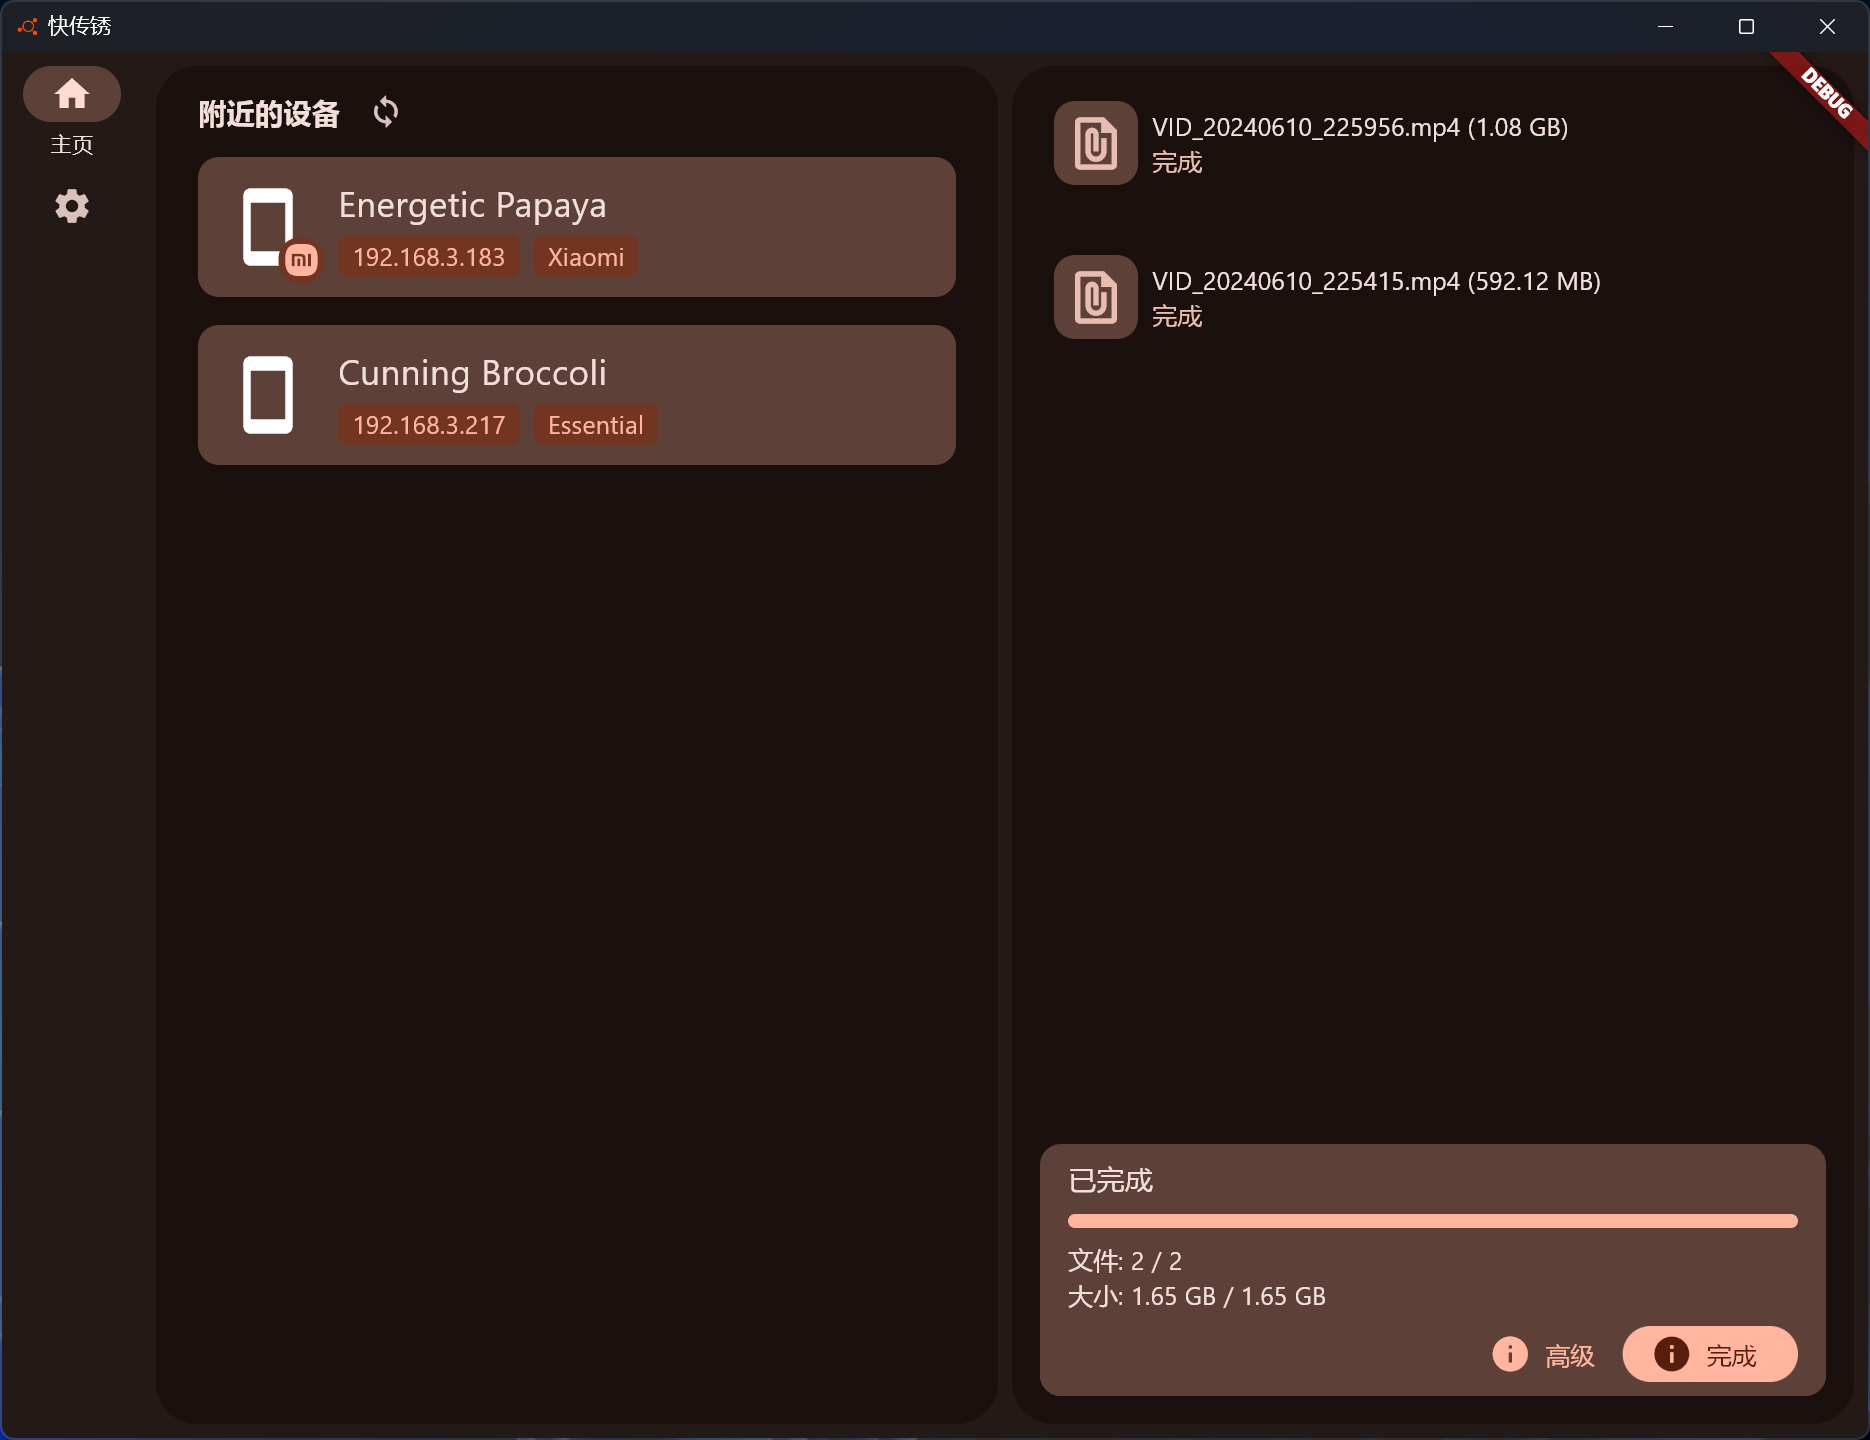 快传锈
DEBUG
主页
附近的设备
Energetic Papaya
192.168.3.183 Xiaomi
Cunning Broccoli
192.168.3.217 Essential
VID_20240610_225956.mp4 (1.08 GB)
完成
VID_20240610_225415.mp4 (592.12 MB)
完成
已完成
文件: 2 / 2
大小: 1.65 GB / 1.65 GB
高级 完成